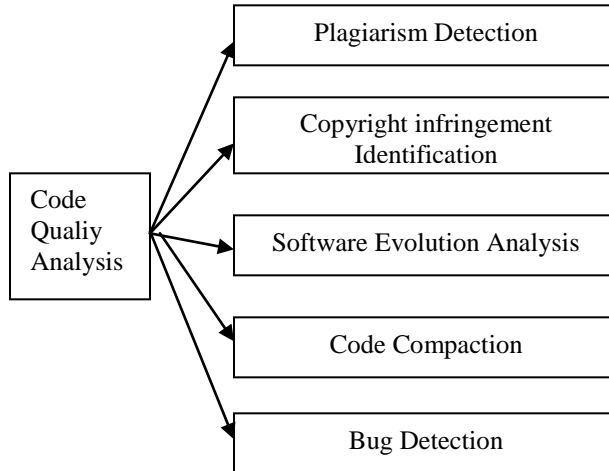 Plagiarism Detection
Copyright infringement
Identification
Code
Qualiy
Analysis
Software Evolution Analysis
Code Compaction
Bug Detection